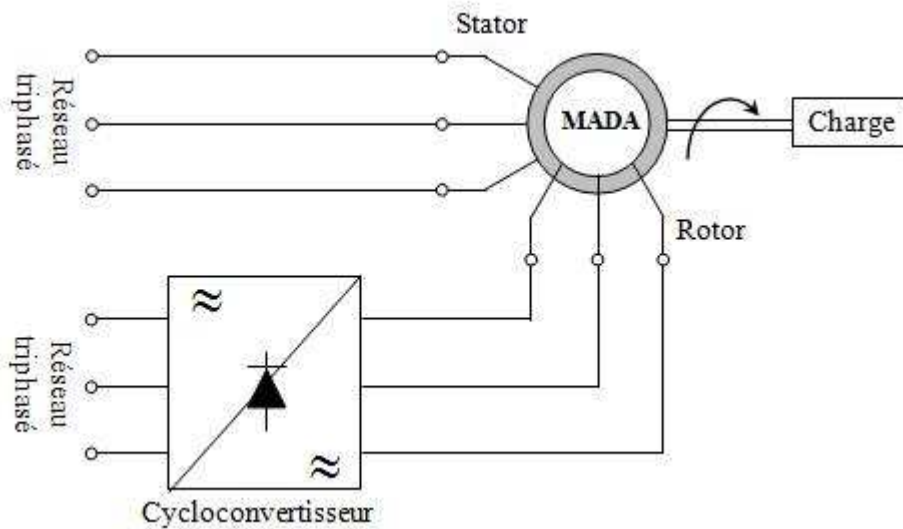 Stator
Réseau
triphasé
MADA
Charge
Rotor
≈
Réseau
triphasé
≈
Cycloconvertisseur